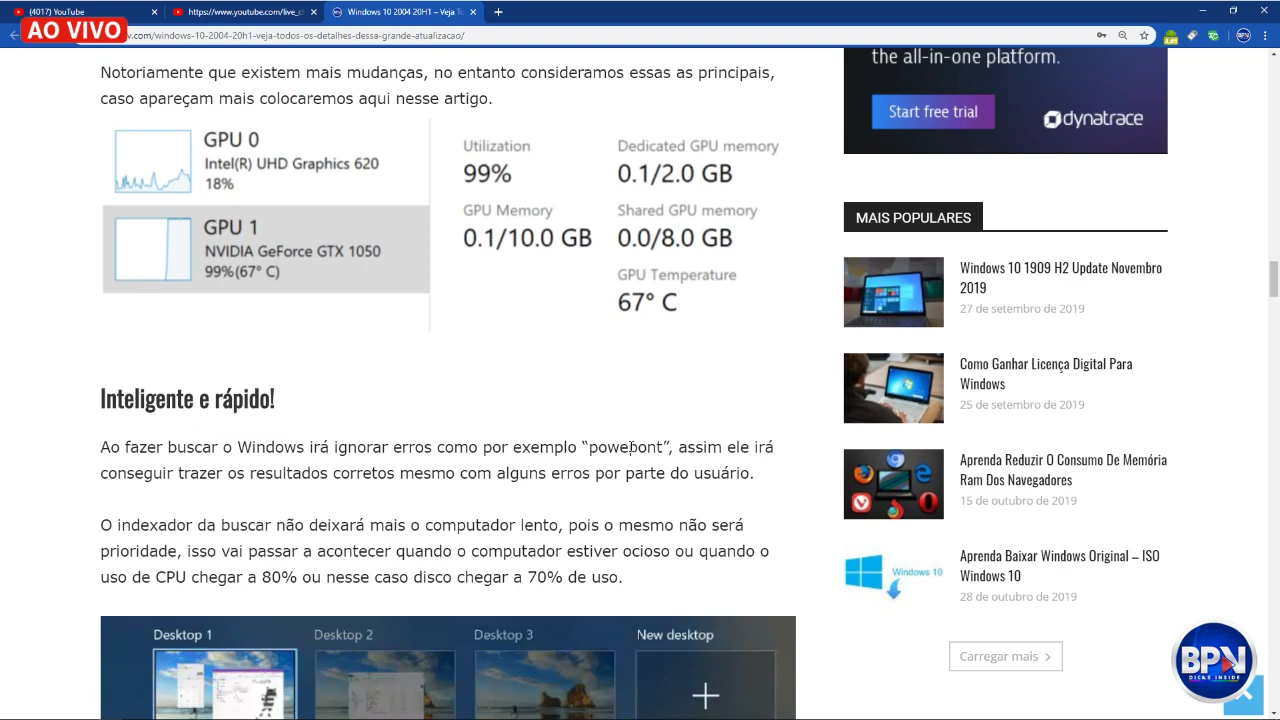 (4017) YouTube
https://www.youtube.com/live_c
Windows 10 2004 20H1 – Veja To
AO VIVO
.com/windows-10-2004-20h1-veja-todos-os-detalhes-dessa-grande-atualizacao/
Notoriamente que existem mais mudanças, no entanto consideramos essas as principais,
caso apareçam mais colocaremos aqui nesse artigo.
GPU 0
Intel(R) UHD Graphics 620
18%
GPU 1
NVIDIA GeForce GTX 1050
99%(67° C)
Utilization
99%
Dedicated GPU memory
0.1/2.0 GB
GPU Memory
0.1/10.0 GB
Shared GPU memory
0.0/8.0 GB
GPU Temperature
67° C
Inteligente e rápido!
Ao fazer buscar o Windows irá ignorar erros como por exemplo “powepont”, assim ele irá
conseguir trazer os resultados corretos mesmo com alguns erros por parte do usuário.
O indexador da buscar não deixará mais o computador lento, pois o mesmo não será
prioridade, isso vai passar a acontecer quando o computador estiver ocioso ou quando o
uso de CPU chegar a 80% ou nesse caso disco chegar a 70% de uso.
Desktop 1
Desktop 2
Desktop 3
New desktop
the all-in-one platform.
Start free trial
dynatrace
MAIS POPULARES
Windows 10 1909 H2 Update Novembro
2019
27 de setembro de 2019
Como Ganhar Licença Digital Para
Windows
25 de setembro de 2019
Aprenda Reduzir O Consumo De Memória
Ram Dos Navegadores
15 de outubro de 2019
Windows 10
Aprenda Baixar Windows Original – ISO
Windows 10
28 de outubro de 2019
Carregar mais
BPV
DICAS INSIDE